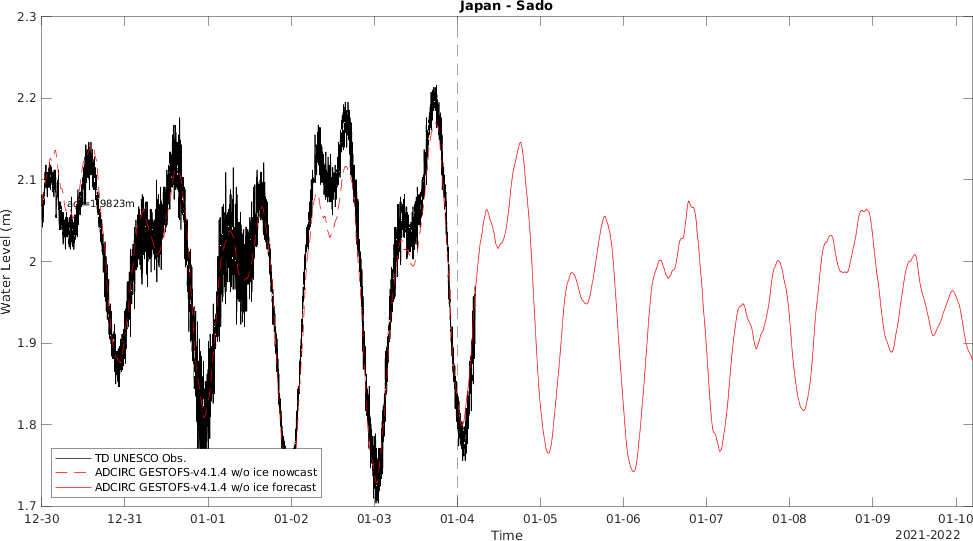 Japan - Sado
2.3
2.2
2.1
2
1.9
1.8
1.7
Water Level (m)
TD UNESCO Obs.
ADCIRC GESTOFS-v4.1.4 w/o ice nowcast
ADCIRC GESTOFS-v4.1.4 w/o ice forecast
12-30 12-31 01-01 01-02 01-03 01-04 01-05 01-06 01-07 01-08 01-09 01-10
Time
2021-2022